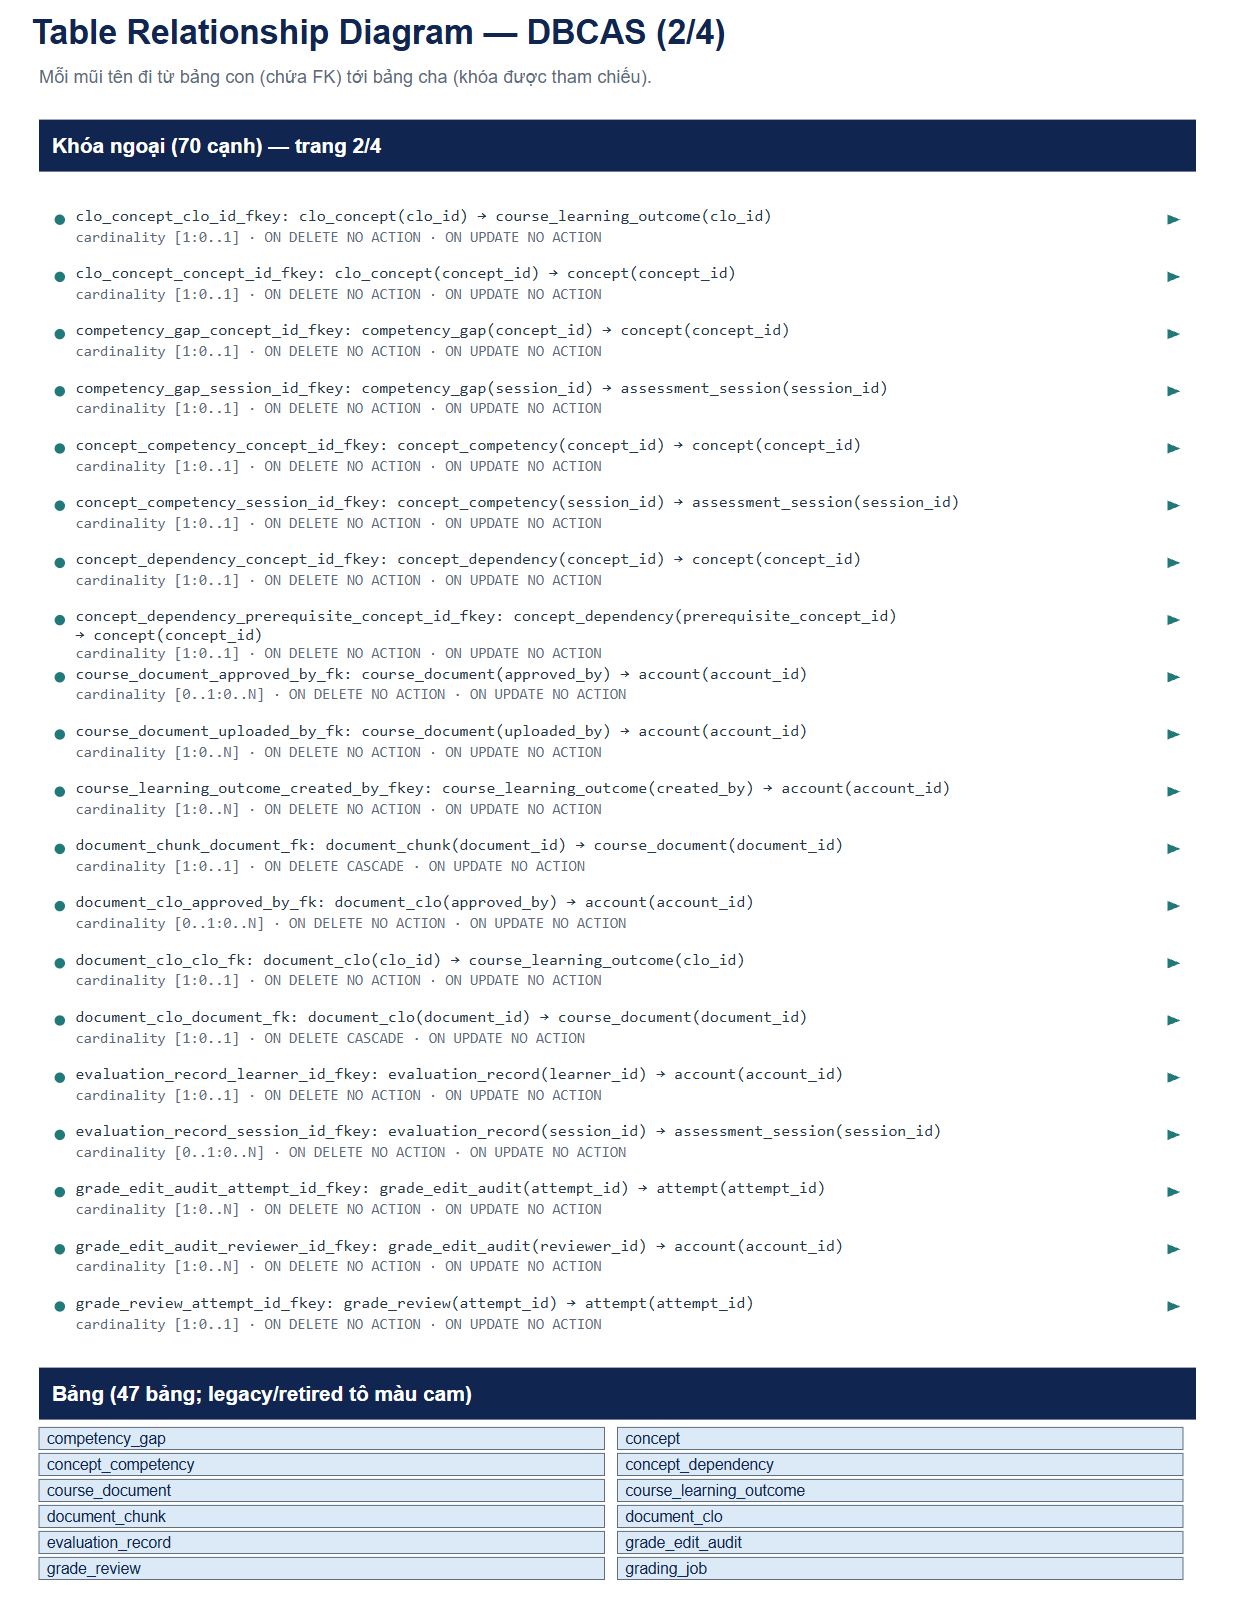 Table Relationship Diagram — DBCAS (2/4)
Mỗi mũi tên đi từ bảng con (chứa FK) tới bảng cha (khóa được tham chiếu).
Khóa ngoại (70 cạnh) — trang 2/4
clo_concept_clo_id_fkey: clo_concept(clo_id) → course_learning_outcome(clo_id)
cardinality [1:0..1] · ON DELETE NO ACTION · ON UPDATE NO ACTION
clo_concept_concept_id_fkey: clo_concept(concept_id) → concept(concept_id)
cardinality [1:0..1] · ON DELETE NO ACTION · ON UPDATE NO ACTION
competency_gap_concept_id_fkey: competency_gap(concept_id) → concept(concept_id)
cardinality [1:0..1] · ON DELETE NO ACTION · ON UPDATE NO ACTION
competency_gap_session_id_fkey: competency_gap(session_id) → assessment_session(session_id)
cardinality [1:0..1] · ON DELETE NO ACTION · ON UPDATE NO ACTION
concept_competency_concept_id_fkey: concept_competency(concept_id) → concept(concept_id)
cardinality [1:0..1] · ON DELETE NO ACTION · ON UPDATE NO ACTION
concept_competency_session_id_fkey: concept_competency(session_id) → assessment_session(session_id)
cardinality [1:0..1] · ON DELETE NO ACTION · ON UPDATE NO ACTION
concept_dependency_concept_id_fkey: concept_dependency(concept_id) → concept(concept_id)
cardinality [1:0..1] · ON DELETE NO ACTION · ON UPDATE NO ACTION
concept_dependency_prerequisite_concept_id_fkey: concept_dependency(prerequisite_concept_id)
→ concept(concept_id)
cardinality [1:0..1] · ON DELETE NO ACTION · ON UPDATE NO ACTION
course_document_approved_by_fk: course_document(approved_by) → account(account_id)
cardinality [0..1:0..N] · ON DELETE NO ACTION · ON UPDATE NO ACTION
course_document_uploaded_by_fk: course_document(uploaded_by) → account(account_id)
cardinality [1:0..N] · ON DELETE NO ACTION · ON UPDATE NO ACTION
course_learning_outcome_created_by_fkey: course_learning_outcome(created_by) → account(account_id)
cardinality [1:0..N] · ON DELETE NO ACTION · ON UPDATE NO ACTION
document_chunk_document_fk: document_chunk(document_id) → course_document(document_id)
cardinality [1:0..1] · ON DELETE CASCADE · ON UPDATE NO ACTION
document_clo_approved_by_fk: document_clo(approved_by) → account(account_id)
cardinality [0..1:0..N] · ON DELETE NO ACTION · ON UPDATE NO ACTION
document_clo_clo_fk: document_clo(clo_id) → course_learning_outcome(clo_id)
cardinality [1:0..1] · ON DELETE NO ACTION · ON UPDATE NO ACTION
document_clo_document_fk: document_clo(document_id) → course_document(document_id)
cardinality [1:0..1] · ON DELETE CASCADE · ON UPDATE NO ACTION
evaluation_record_learner_id_fkey: evaluation_record(learner_id) → account(account_id)
cardinality [1:0..1] · ON DELETE NO ACTION · ON UPDATE NO ACTION
evaluation_record_session_id_fkey: evaluation_record(session_id) → assessment_session(session_id)
cardinality [0..1:0..N] · ON DELETE NO ACTION · ON UPDATE NO ACTION
grade_edit_audit_attempt_id_fkey: grade_edit_audit(attempt_id) → attempt(attempt_id)
cardinality [1:0..N] · ON DELETE NO ACTION · ON UPDATE NO ACTION
grade_edit_audit_reviewer_id_fkey: grade_edit_audit(reviewer_id) → account(account_id)
cardinality [1:0..N] · ON DELETE NO ACTION · ON UPDATE NO ACTION
grade_review_attempt_id_fkey: grade_review(attempt_id) → attempt(attempt_id)
cardinality [1:0..1] · ON DELETE NO ACTION · ON UPDATE NO ACTION
Bảng (47 bảng; legacy/retired tô màu cam)
competency_gap
concept
concept_competency
concept_dependency
course_document
course_learning_outcome
document_chunk
document_clo
evaluation_record
grade_edit_audit
grade_review
grading_job